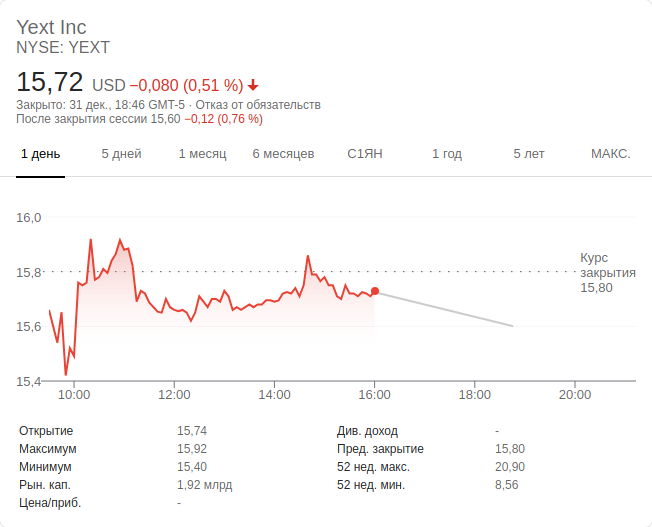 Yext Inc
NYSE: YEXT
15,72 USD −0,080 (0,51 %)
Закрыто: 31 дек., 18:46 GMT-5 · Отказ от обязательств
После закрытия сессии 15,60 −0,12 (0,76 %)
1 день 5 дней 1 месяц 6 месяцев С1ЯН 1 год 5 лет МАКС.
16,0
Курс
15,8 закрытия
15,80
15,6
15,4
10:00 12:00 14:00 16:00 18:00 20:00
Открытие 15,74 Див. доход -
Максимум 15,92 Пред. закрытие 15,80
Минимум 15,40 52 нед. макс. 20,90
Рын. кап. 1,92 млрд 52 нед. мин. 8,56
Цена/приб. -